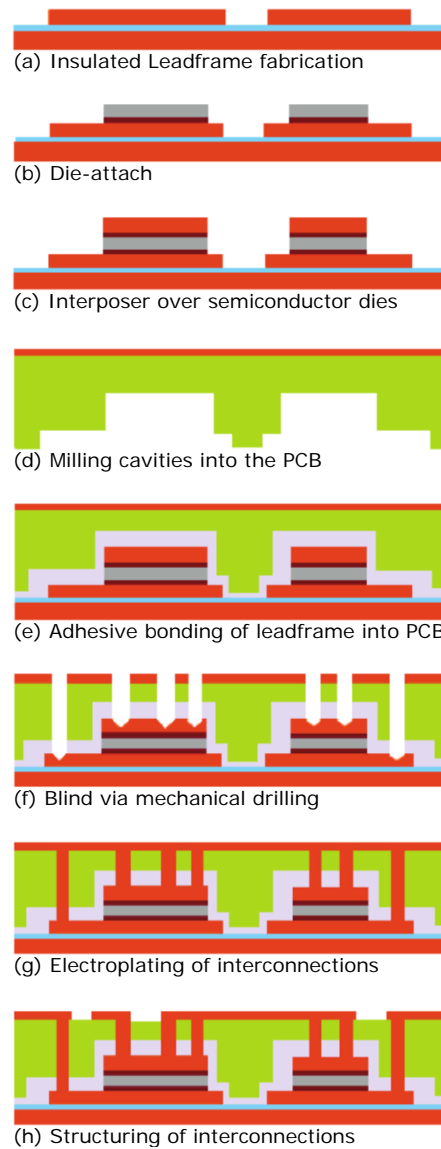 (a) Insulated Leadframe fabrication
(b) Die-attach
(c) Interposer over semiconductor dies
(d) Milling cavities into the PCB
(e) Adhesive bonding of leadframe into PCB
(f) Blind via mechanical drilling
(g) Electroplating of interconnections
(h) Structuring of interconnections